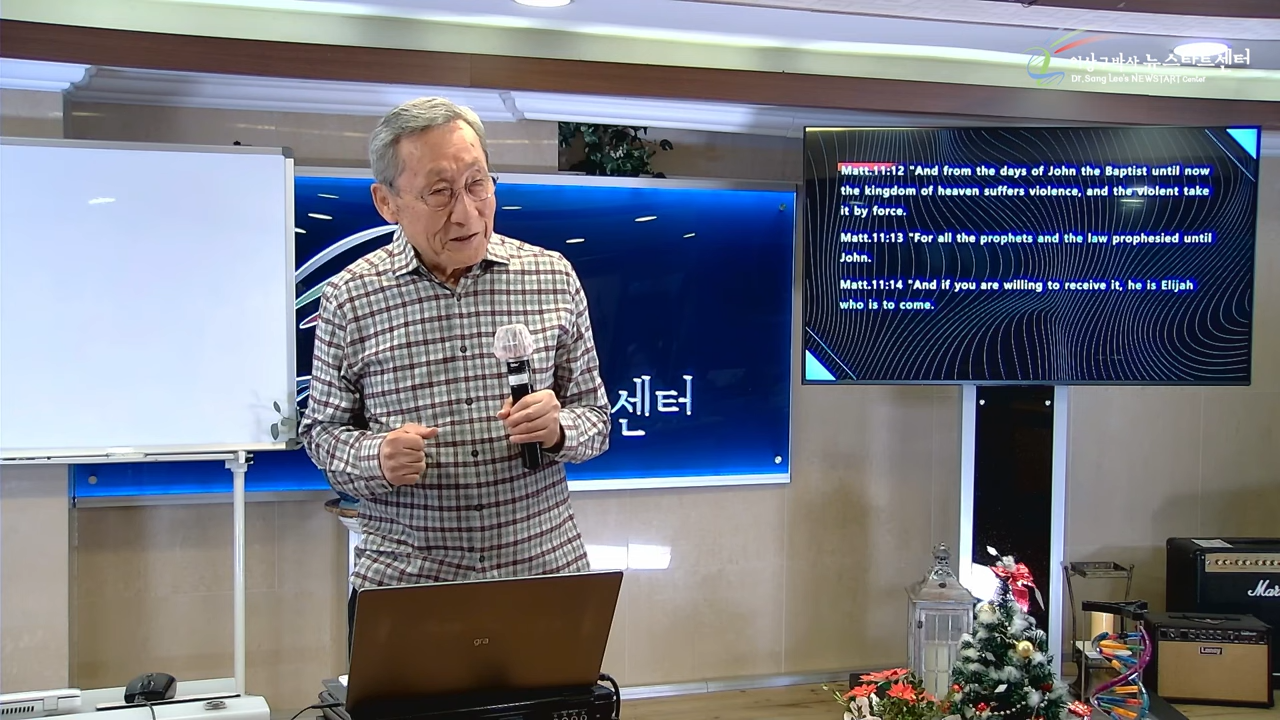 이상구박사 뉴스타트센터
Dr.Sang Lee's NEWSTART Center
Matt.11:12 "And from the days of John the Baptist until now
the kingdom of heaven suffers violence, and the violent take
it by force.
Matt.11:13 "For all the prophets and the law prophesied until
John.
Matt.11:14 "And if you are willing to receive it, he is Elijah
who is to come.
센터
gra
Mar
Laney